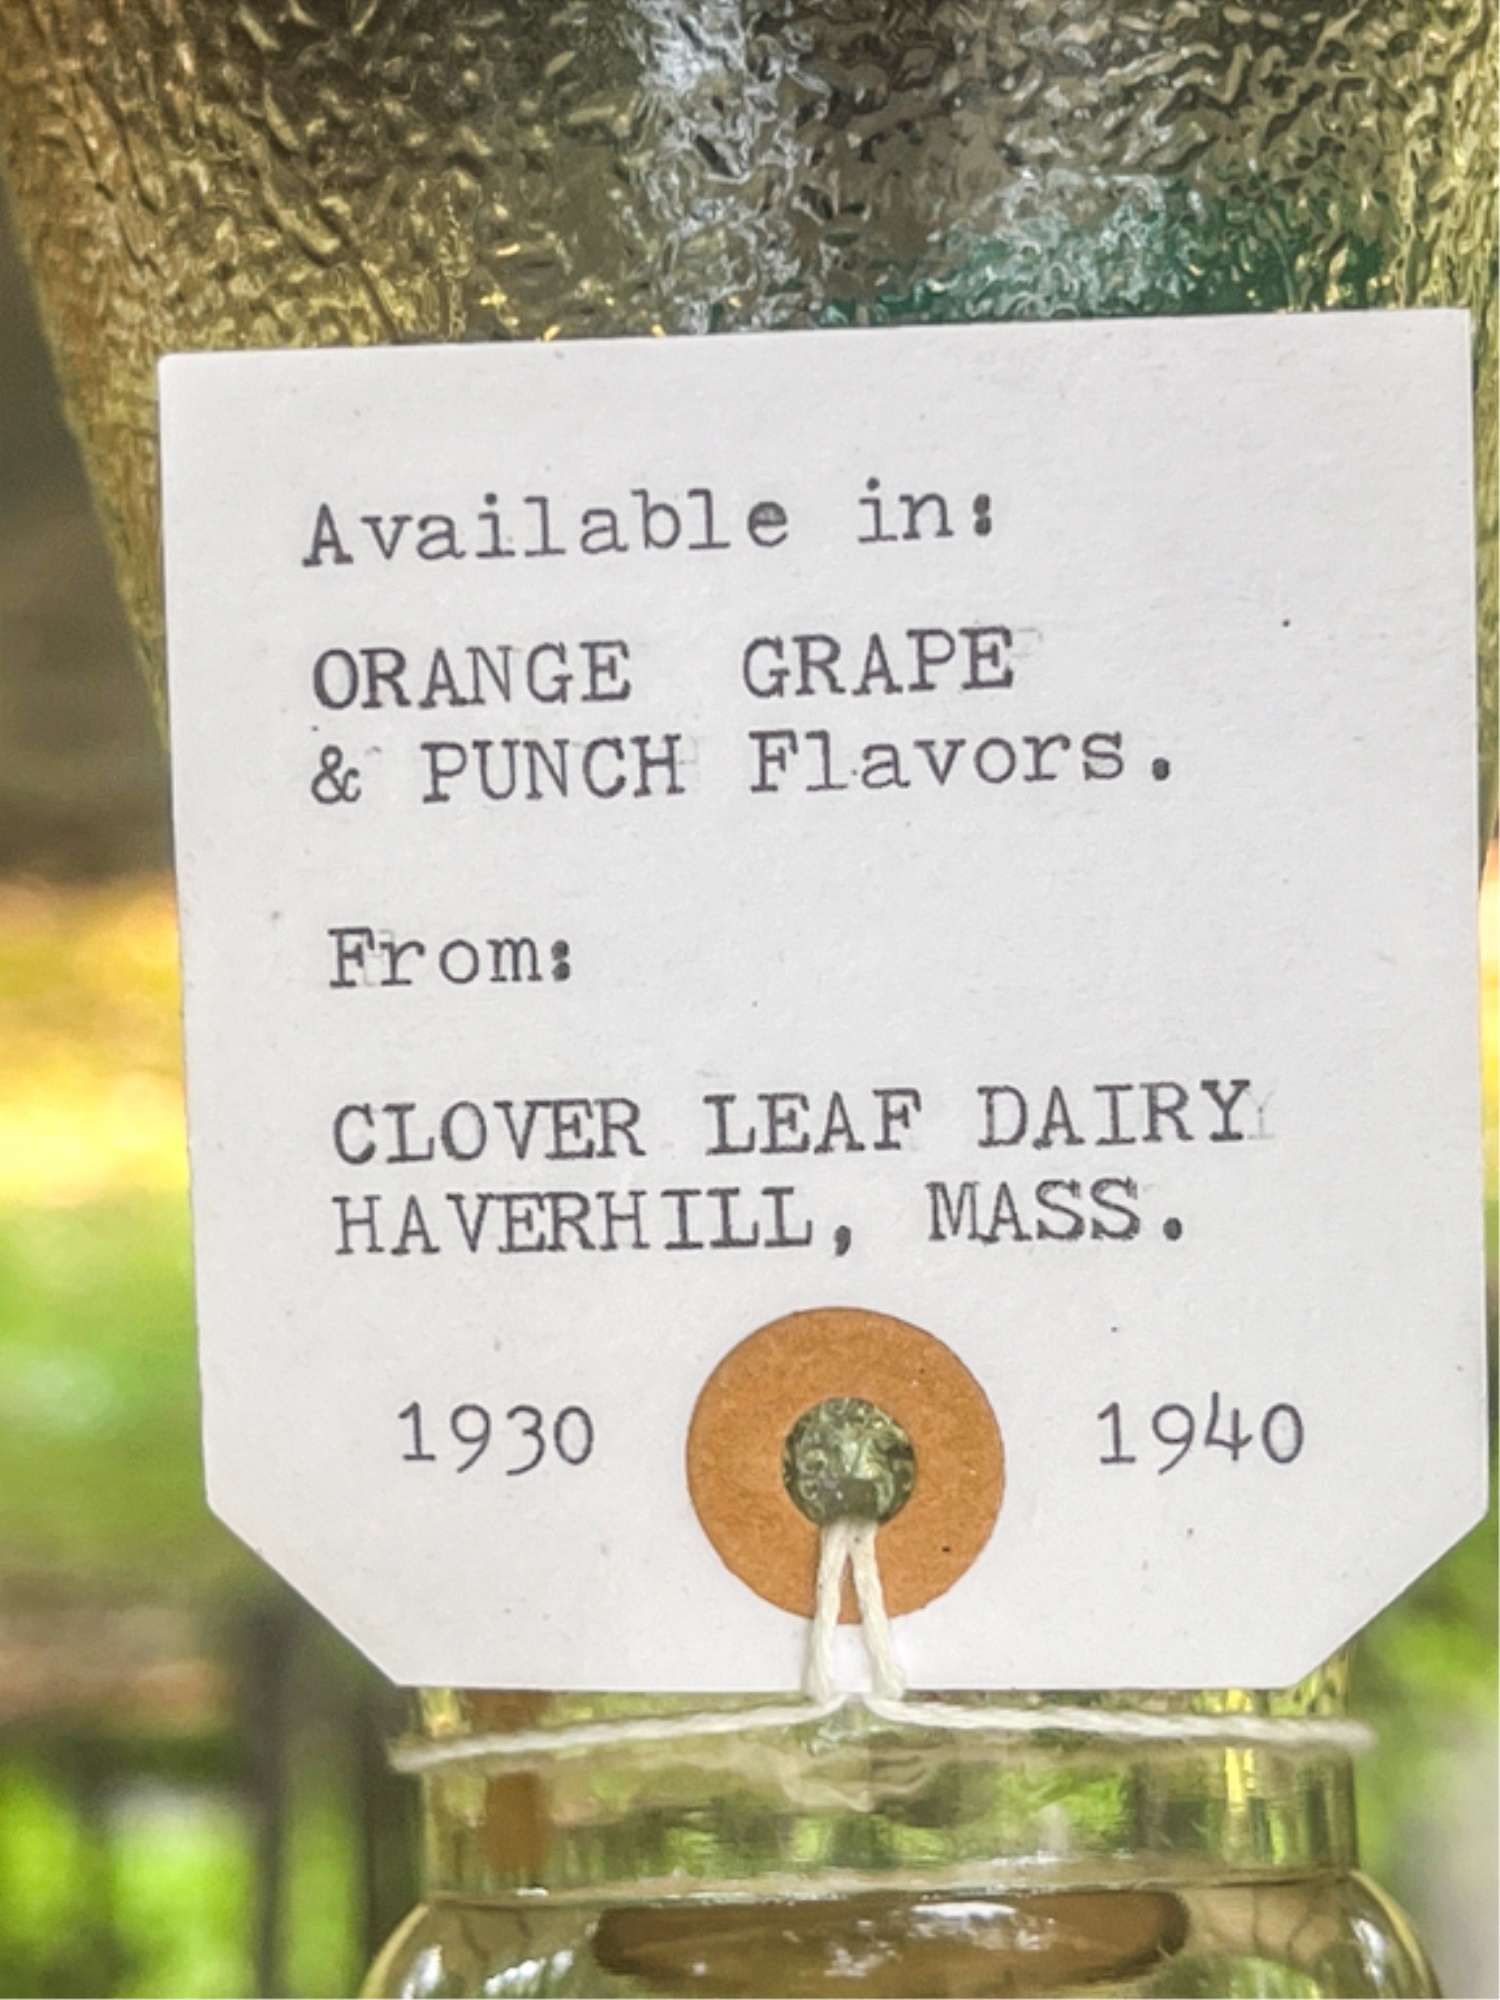 Available in:
ORANGE GRAPE
& PUNCH Flavors.
From:
CLOVER LEAF DAIRY
HAVERHILL, MASS.
1930 1940